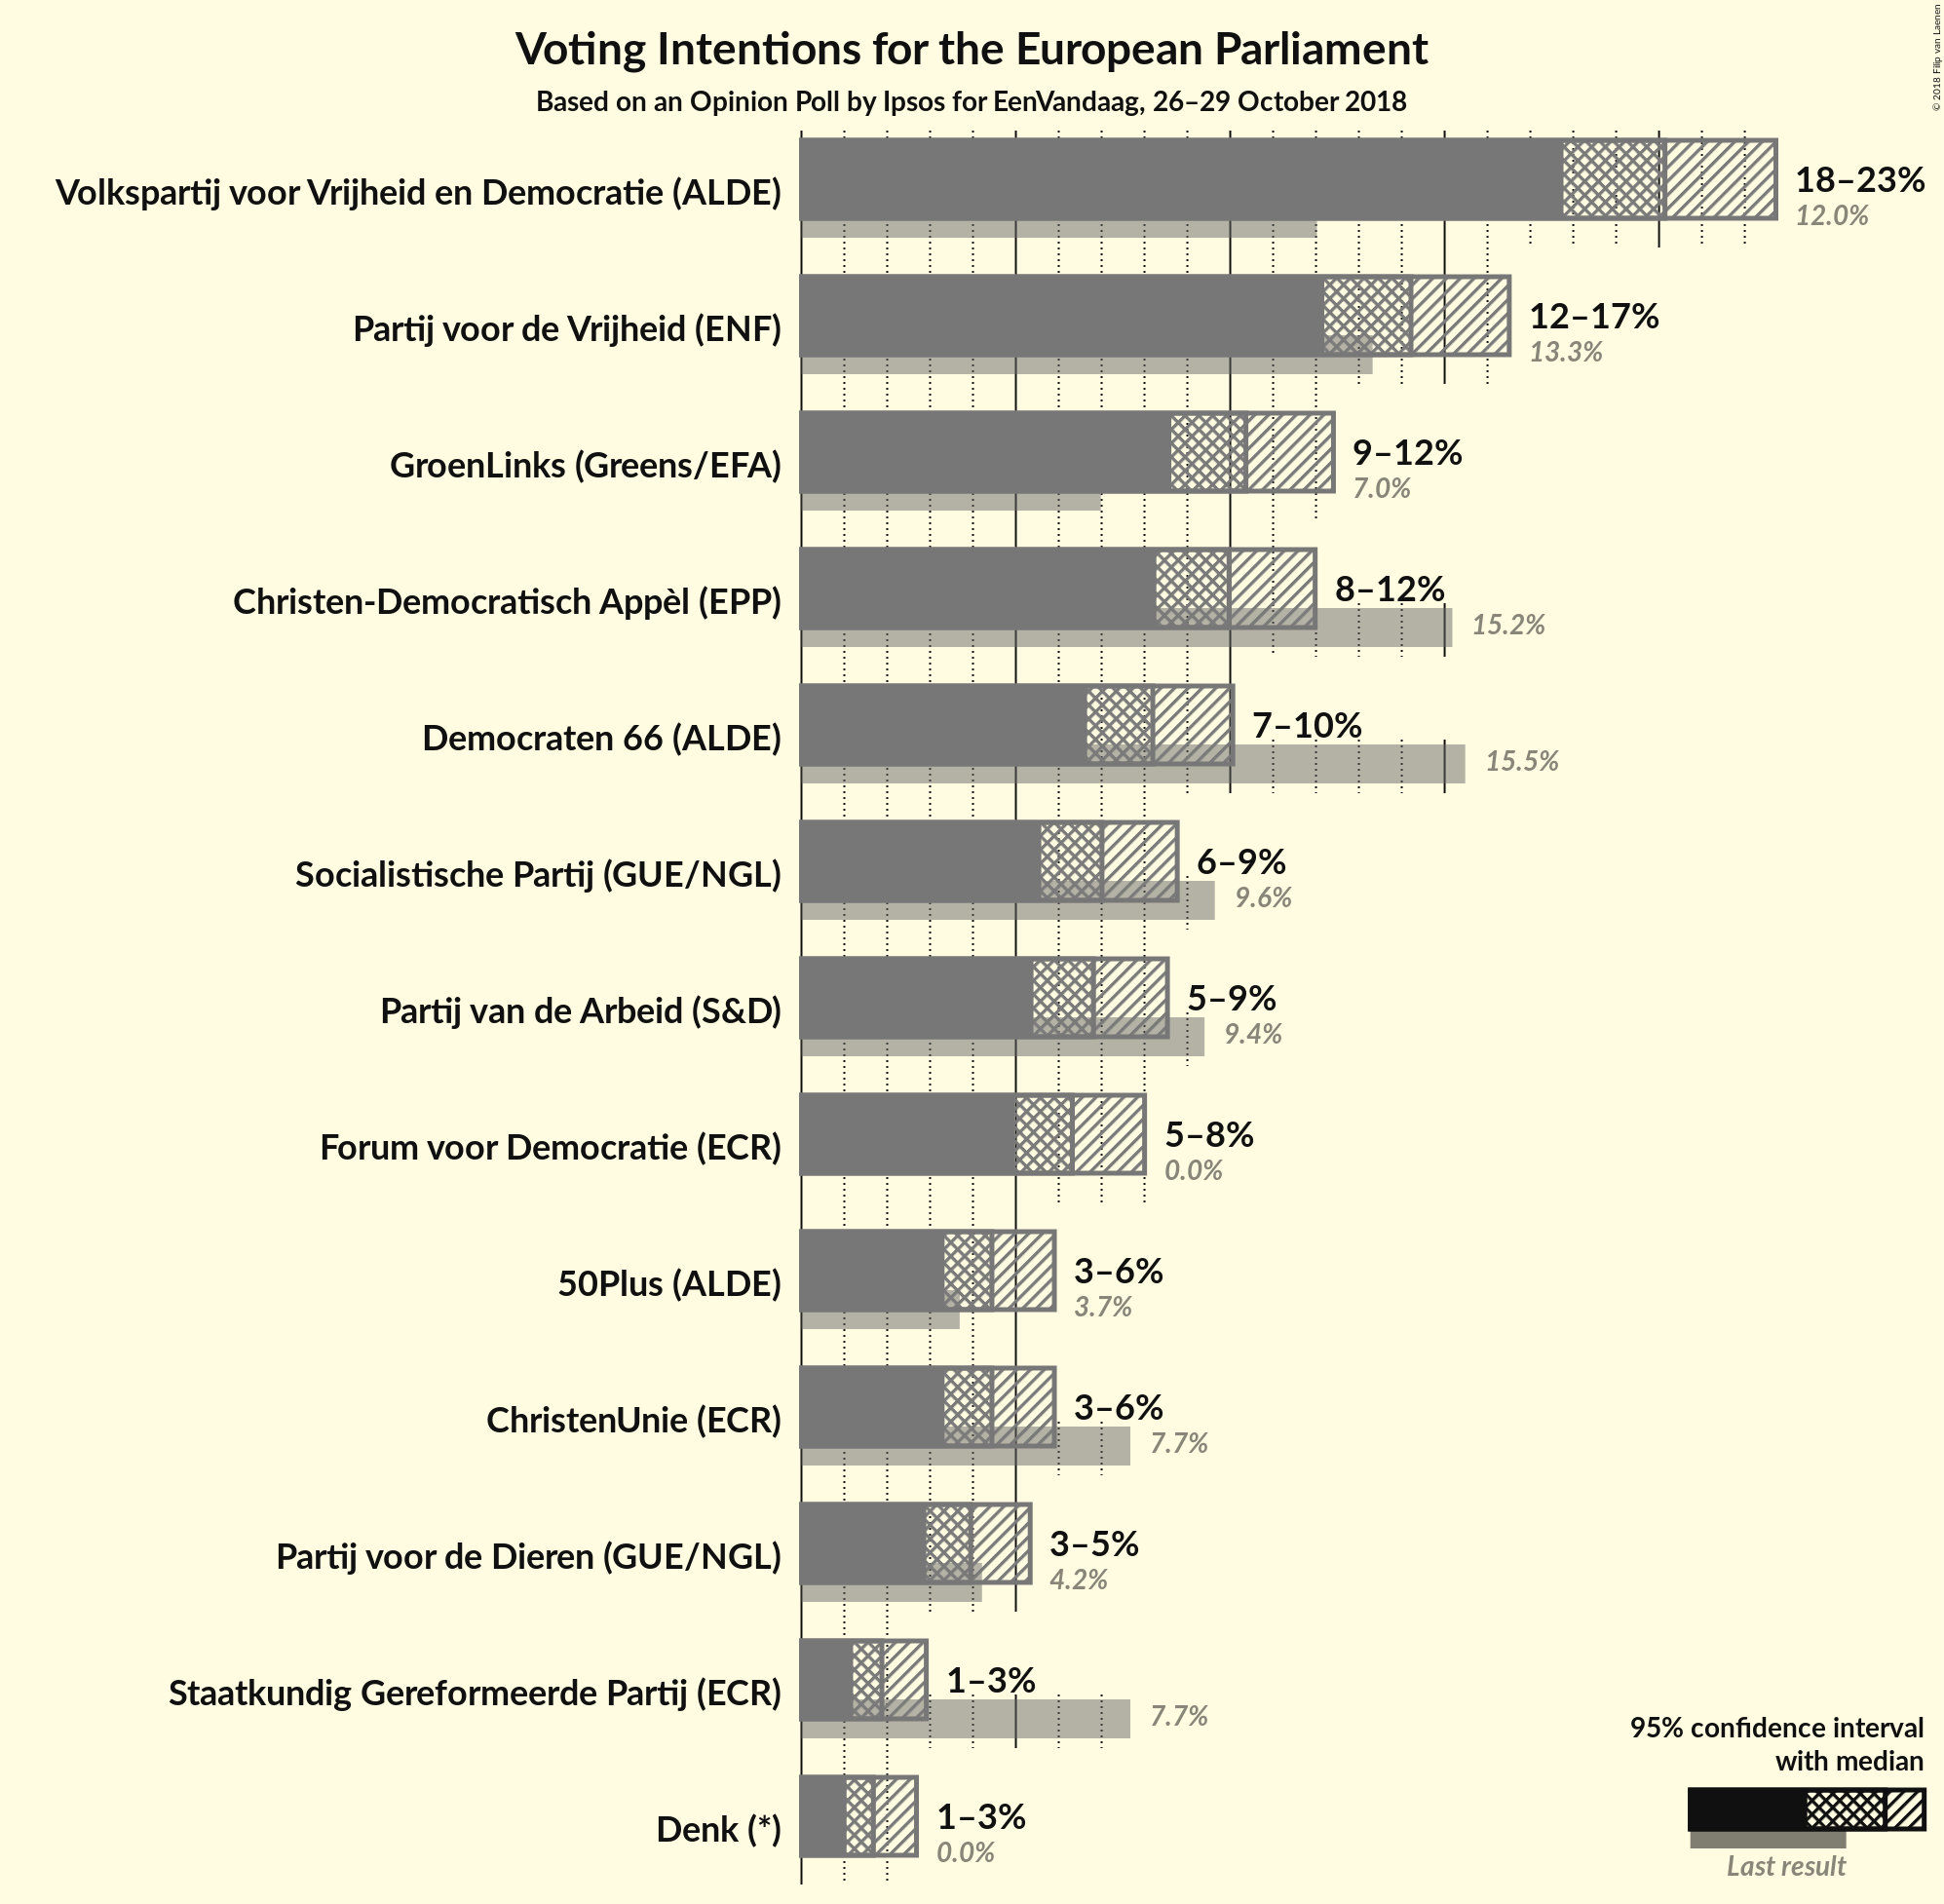 Voting Intentions for the European Parliament
Based on an Opinion Poll by Ipsos for EenVandaag, 26–29 October 2018
© 2018 Filip van Laenen
Volkspartij voor Vrijheid en Democratie (ALDE)
18–23%
12.0%
Partij voor de Vrijheid (ENF)
12–17%
13.3%
GroenLinks (Greens/EFA)
9–12%
7.0%
Christen-Democratisch Appèl (EPP)
8–12%
15.2%
Democraten 66 (ALDE)
7–10%
15.5%
Socialistische Partij (GUE/NGL)
6–9%
9.6%
Partij van de Arbeid (S&D)
5–9%
9.4%
Forum voor Democratie (ECR)
5–8%
0.0%
50Plus (ALDE)
3–6%
3.7%
ChristenUnie (ECR)
3–6%
7.7%
Partij voor de Dieren (GUE/NGL)
3–5%
4.2%
Staatkundig Gereformeerde Partij (ECR)
1–3%
7.7%
Denk (*)
1–3%
0.0%
95% confidence interval
with median
Last result